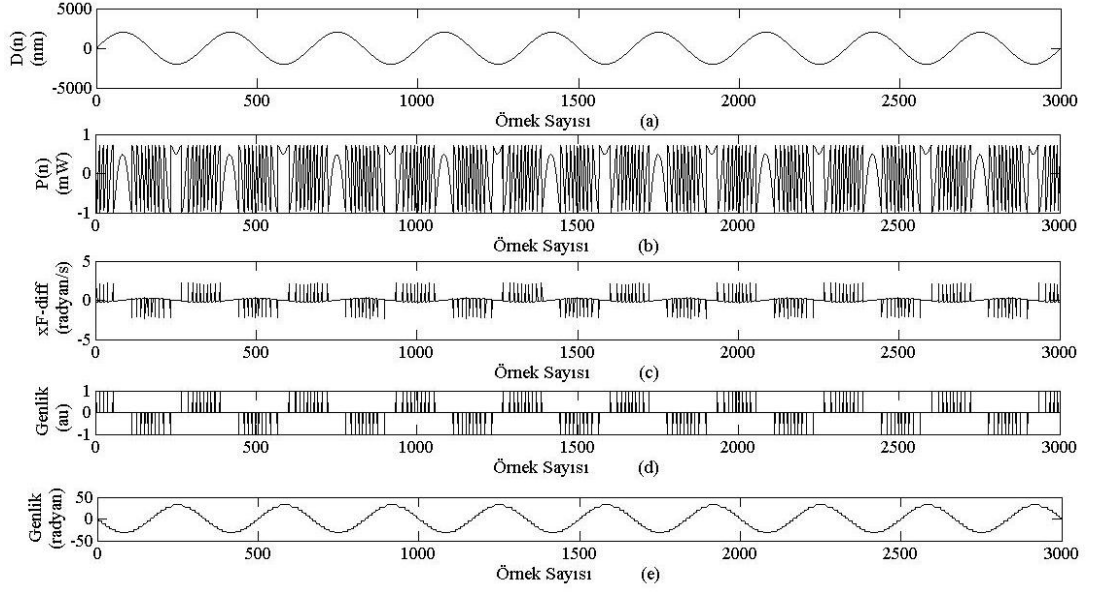 D(n)
(nm)
5000
0
-5000
0 500 1000 1500 2000 2500 3000
Örnek Sayısı (a)
P(n)
(mW)
1
0
-1
0 500 1000 1500 2000 2500 3000
Örnek Sayısı (b)
xF-diff
(radyan/s)
5
0
-5
0 500 1000 1500 2000 2500 3000
Örnek Sayısı (c)
Genlik
(au)
1
0
-1
0 500 1000 1500 2000 2500 3000
Örnek Sayısı (d)
Genlik
(radyan)
50
0
-50
0 500 1000 1500 2000 2500 3000
Örnek Sayısı (e)